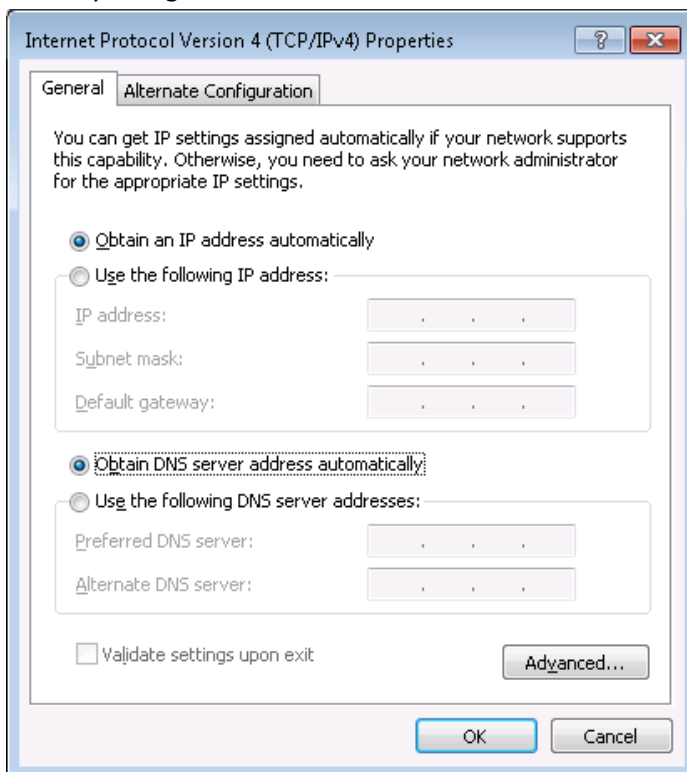 Internet Protocol Version 4 (TCP/IPv4) Properties
General
Alternate Configuration
You can get IP settings assigned automatically if your network supports
this capability. Otherwise, you need to ask your network administrator
for the appropriate IP settings.
Obtain an IP address automatically
Use the following IP address:
IP address:
Subnet mask:
Default gateway:
Obtain DNS server address automatically
Use the following DNS server addresses:
Preferred DNS server:
Alternate DNS server:
Validate settings upon exit
Advanced...
OK
Cancel